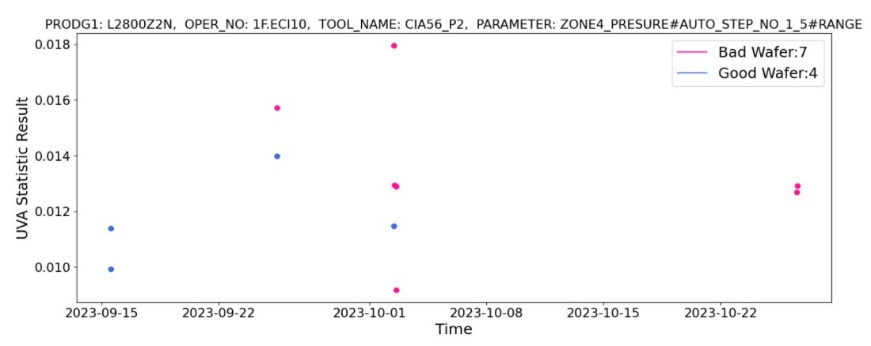 PRODG1: L2800Z2N, OPER_NO: 1F.ECI10, TOOL_NAME: CIA56_P2, PARAMETER: ZONE4_PRESURE#AUTO_STEP_NO_1_5#RANGE
Bad Wafer:7
Good Wafer:4
UVA Statistic Result
0.018
0.016
0.014
0.012
0.010
2023-09-15 2023-09-22 2023-10-01 2023-10-08 2023-10-15 2023-10-22
Time